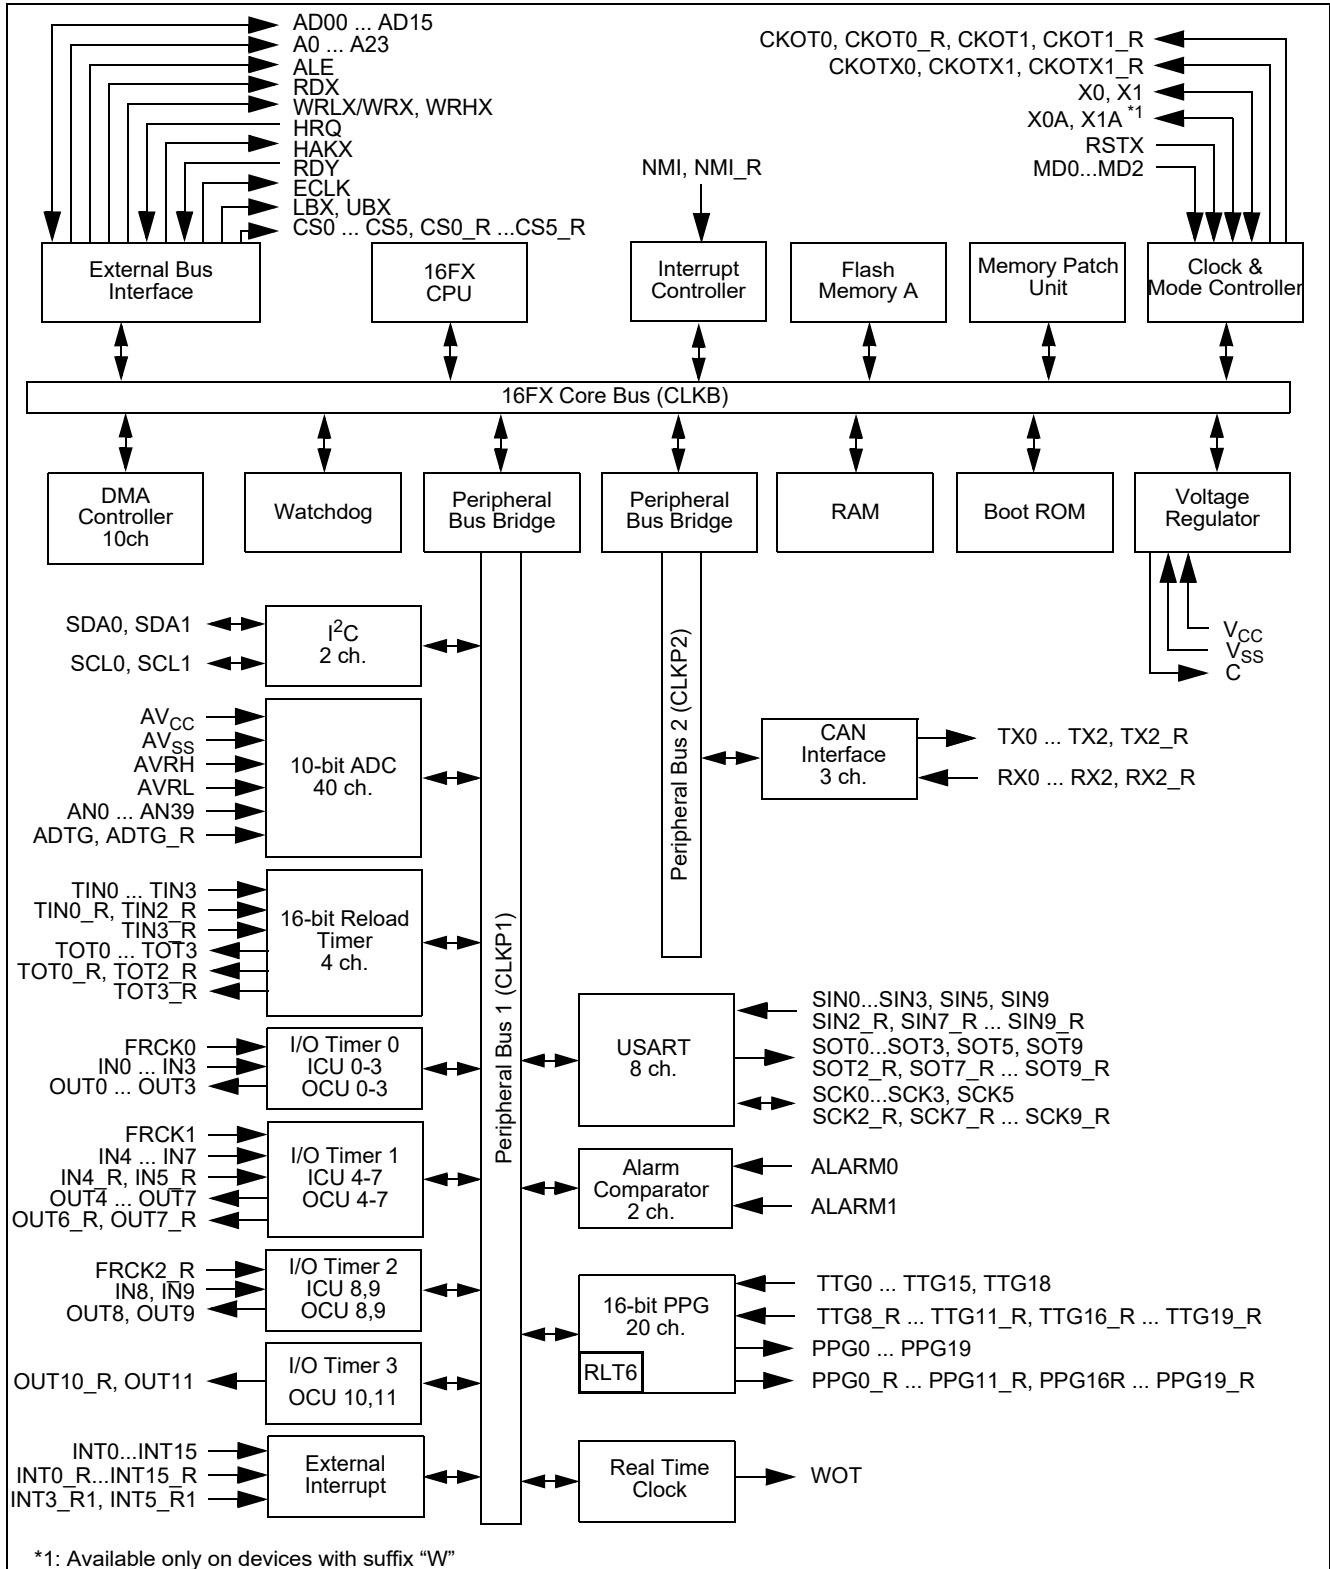 AD00 ... AD15
A0 ... A23
ALE
RDX
WRLX/WRX, WRHX
HRQ
HAKX
RDY
ECLK
LBX, UBX
CS0 ... CS5, CS0_R ...CS5_R
CKOT0, CKOT0_R, CKOT1, CKOT1_R
CKOTX0, CKOTX1, CKOTX1_R
X0, X1
X0A, X1A *1
RSTX
MD0...MD2
NMI, NMI_R
External Bus
Interface
16FX
CPU
Interrupt
Controller
Flash
Memory A
Memory Patch
Unit
Clock &
Mode Controller
16FX Core Bus (CLKB)
DMA
Controller
10ch
Watchdog
Peripheral
Bus Bridge
Peripheral
Bus Bridge
RAM
Boot ROM
Voltage
Regulator
VCC
VSS
C
Peripheral Bus 1 (CLKP1)
Peripheral Bus 2 (CLKP2)
SDA0, SDA1
SCL0, SCL1
I2C
2 ch.
AVCC
AVSS
AVRH
AVRL
AN0 ... AN39
ADTG, ADTG_R
10-bit ADC
40 ch.
TIN0 ... TIN3
TIN0_R, TIN2_R
TIN3_R
TOT0 ... TOT3
TOT0_R, TOT2_R
TOT3_R
16-bit Reload
Timer
4 ch.
FRCK0
IN0 ... IN3
OUT0 ... OUT3
I/O Timer 0
ICU 0-3
OCU 0-3
FRCK1
IN4 ... IN7
IN4_R, IN5_R
OUT4 ... OUT7
OUT6_R, OUT7_R
I/O Timer 1
ICU 4-7
OCU 4-7
FRCK2_R
IN8, IN9
OUT8, OUT9
I/O Timer 2
ICU 8,9
OCU 8,9
OUT10_R, OUT11
I/O Timer 3
OCU 10,11
INT0...INT15
INT0_R...INT15_R
INT3_R1, INT5_R1
External
Interrupt
CAN
Interface
3 ch.
TX0 ... TX2, TX2_R
RX0 ... RX2, RX2_R
USART
8 ch.
SIN0...SIN3, SIN5, SIN9
SIN2_R, SIN7_R ... SIN9_R
SOT0...SOT3, SOT5, SOT9
SOT2_R, SOT7_R ... SOT9_R
SCK0...SCK3, SCK5
SCK2_R, SCK7_R ... SCK9_R
Alarm
Comparator
2 ch.
ALARM0
ALARM1
16-bit PPG
20 ch.
RLT6
TTG0 ... TTG15, TTG18
TTG8_R ... TTG11_R, TTG16_R ... TTG19_R
PPG0 ... PPG19
PPG0_R ... PPG11_R, PPG16R ... PPG19_R
Real Time
Clock
WOT
*1: Available only on devices with suffix “W”